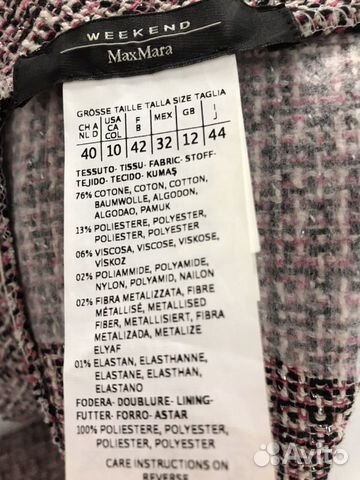 WEEKEND
MaxMara
GRÖSSE TAILLE TALLA SIZE TAGLIA
CH A NL D USA CA COL F B MEX GB I J
40 10 42 32 12 44
TESSUTO- TISSU- FABRIC- STOFF-
TEJIDO- TECIDO- KUMAŞ
76% COTONE, COTON, COTTON,
BAUMWOLLE, ALGODON,
ALGODAO, PAMUK
13% POLIESTERE, POLYESTER,
POLIESTER, POLYESTER
06% VISCOSA, VISCOSE, VISKOSE,
VİSKOZ
02% POLIAMMIDE, POLYAMIDE,
NYLON, POLYAMID, NAILON
02% FIBRA METALIZZATA, FIBRE
MÉTALLISÉ, METALLISED
FIBER, METALLISIERT, FIBRA
METALIZADA, METALIZE
ELYAF
01% ELASTAN, ELASTHANNE,
ELASTANE, ELASTHAN,
ELASTANO
FODERA- DOUBLURE- LINING-
FUTTER- FORRO- ASTAR
100% POLIESTERE, POLYESTER,
POLIESTER, POLYESTER
CARE INSTRUCTIONS ON
REVERSE
Avito